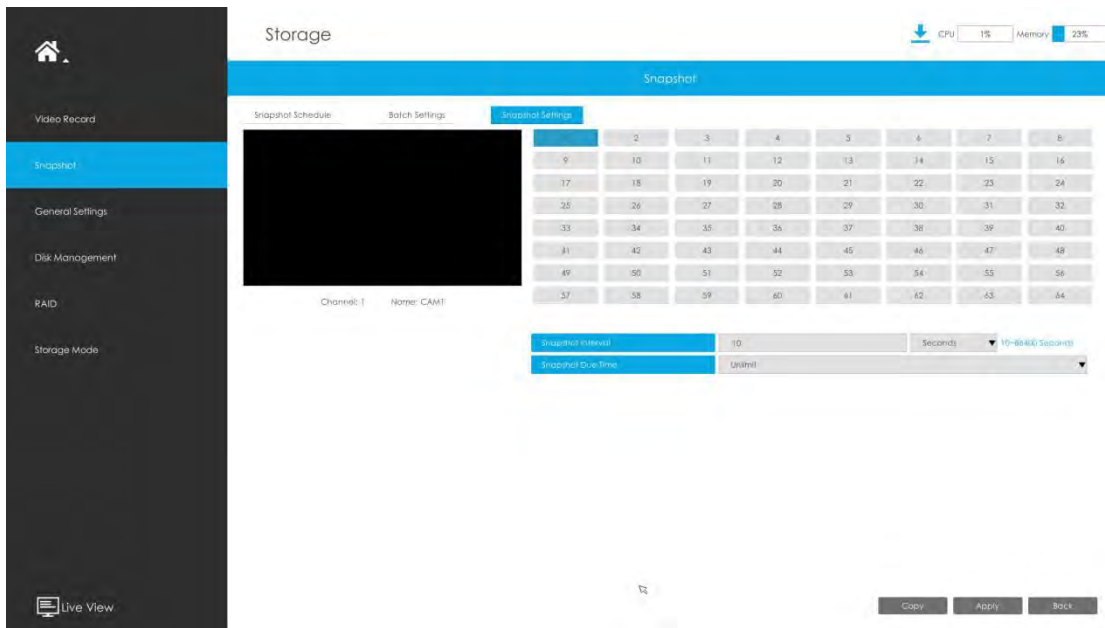 Storage
CPU 1% Memory 23%
Snapshot
Video Record
Snapshot
General Settings
Disk Management
RAID
Storage Mode
Live View
Snapshot Schedule Batch Settings Snapshot Settings
Channel: 1 Name: CAM1
1 2 3 4 5 6 7 8
9 10 11 12 13 14 15 16
17 18 19 20 21 22 23 24
25 26 27 28 29 30 31 32
33 34 35 36 37 38 39 40
41 42 43 44 45 46 47 48
49 50 51 52 53 54 55 56
57 58 59 60 61 62 63 64
Snapshot Interval 10 Seconds 10~86400 Seconds
Snapshot Due Time Unlimit
Copy Apply Back